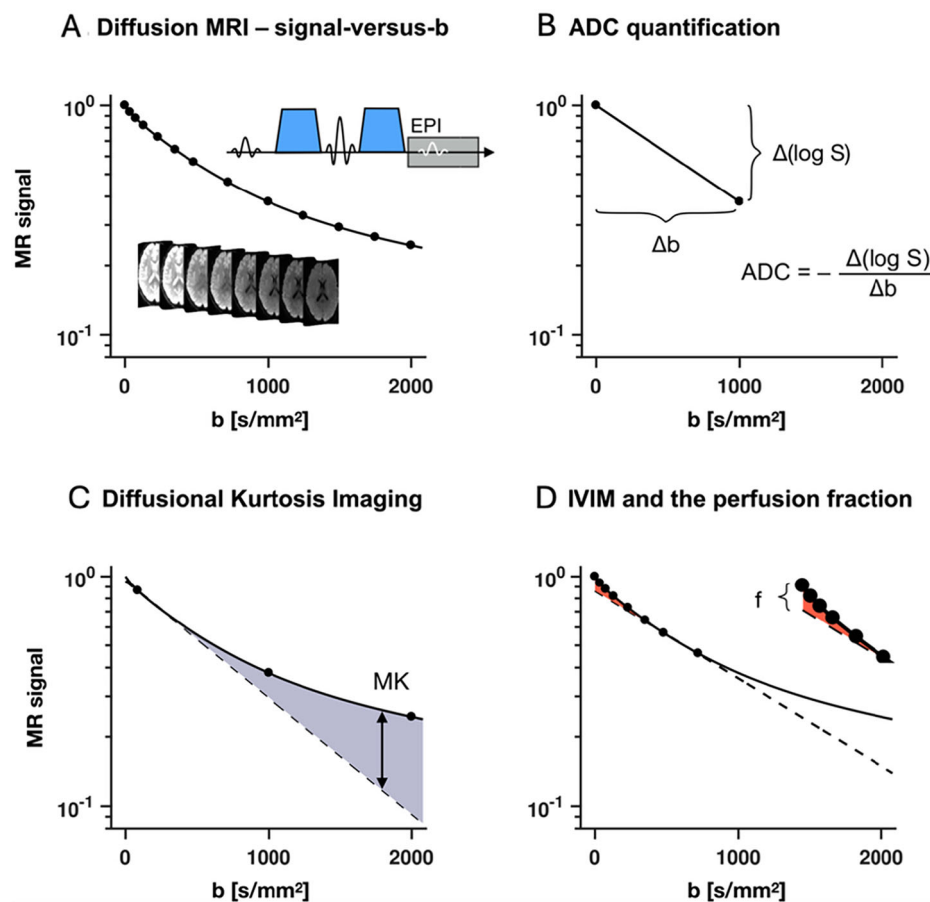 A Diffusion MRI – signal-versus-b
10⁰
10⁻¹
MR signal
EPI
0 1000 2000
b [s/mm²]
B ADC quantification
10⁰
10⁻¹
Δ(log S)
Δb
ADC = – Δ(log S)
Δb
0 1000 2000
b [s/mm²]
C Diffusional Kurtosis Imaging
10⁰
10⁻¹
MR signal
MK
0 1000 2000
b [s/mm²]
D IVIM and the perfusion fraction
10⁰
10⁻¹
f {
0 1000 2000
b [s/mm²]